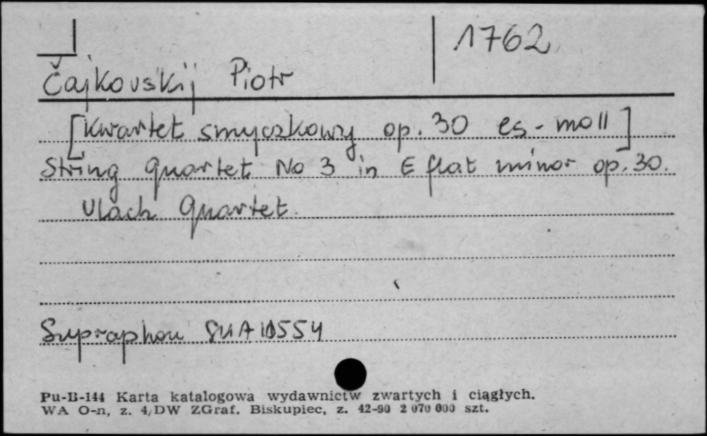 1762
Čajkovskij Piotr
[Kwartet smyczkowy op. 30 es-moll]
String Quartet No 3 in E flat minor op. 30.
Vlach Quartet.
Supraphon SUA 10554
Pu-B-144 Karta katalogowa wydawnictw zwartych i ciągłych.
WA O-n, z. 4/DW ZGraf. Biskupiec, z. 42-90 2 070 000 szt.